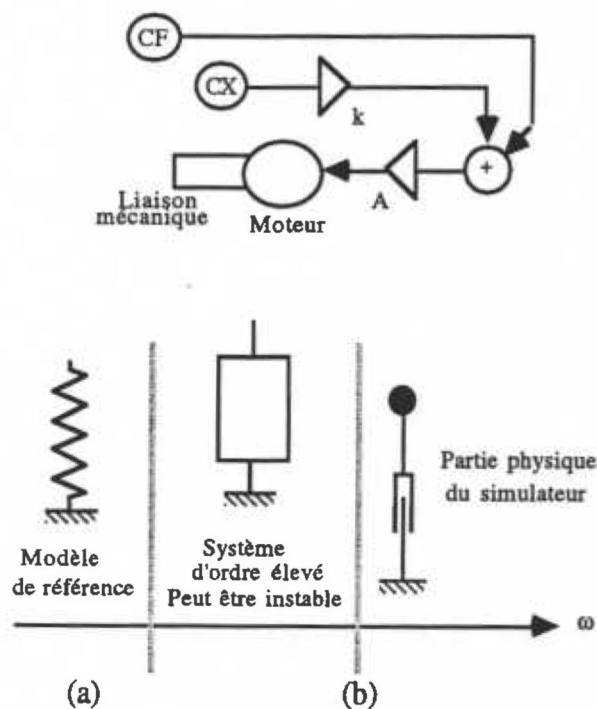 CF
CX
k
+
A
Liaison
mécanique
Moteur
Partie physique
du simulateur
Modèle
de référence
Système
d'ordre élevé
Peut être instable
ω
(a)
(b)